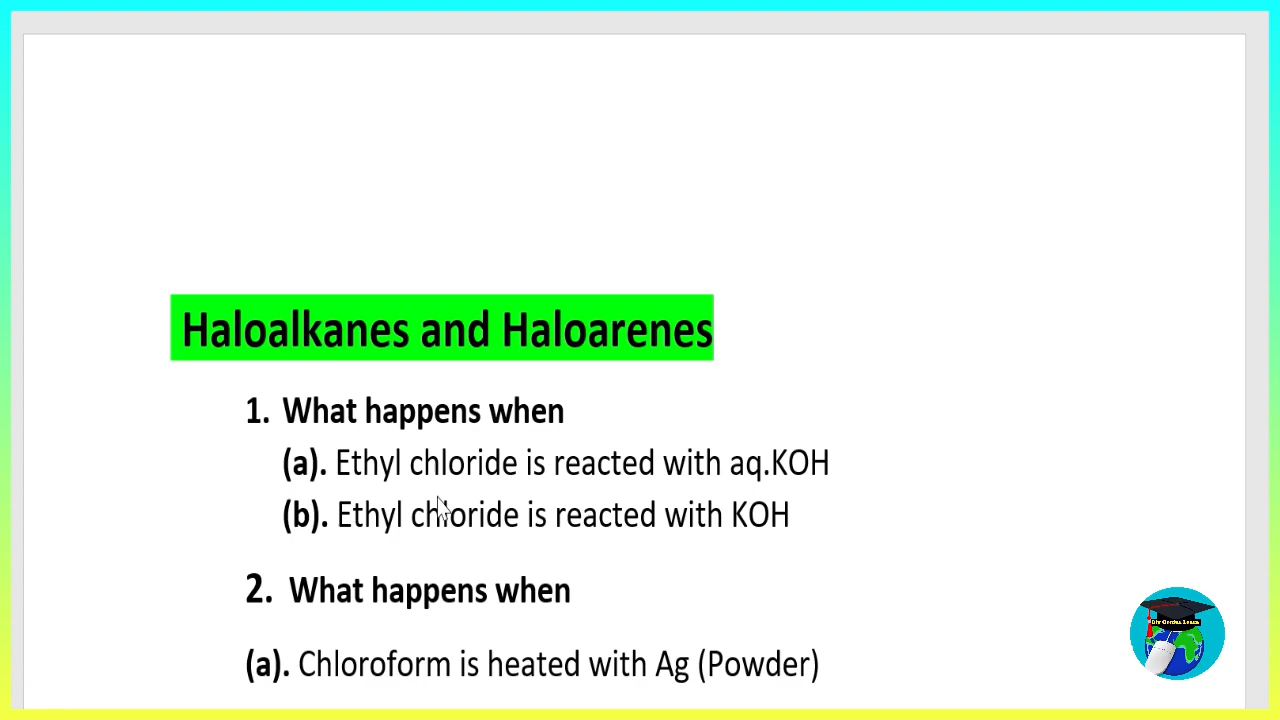 Haloalkanes and Haloarenes
1. What happens when
(a). Ethyl chloride is reacted with aq.KOH
(b). Ethyl chloride is reacted with KOH
2. What happens when
(a). Chloroform is heated with Ag (Powder)